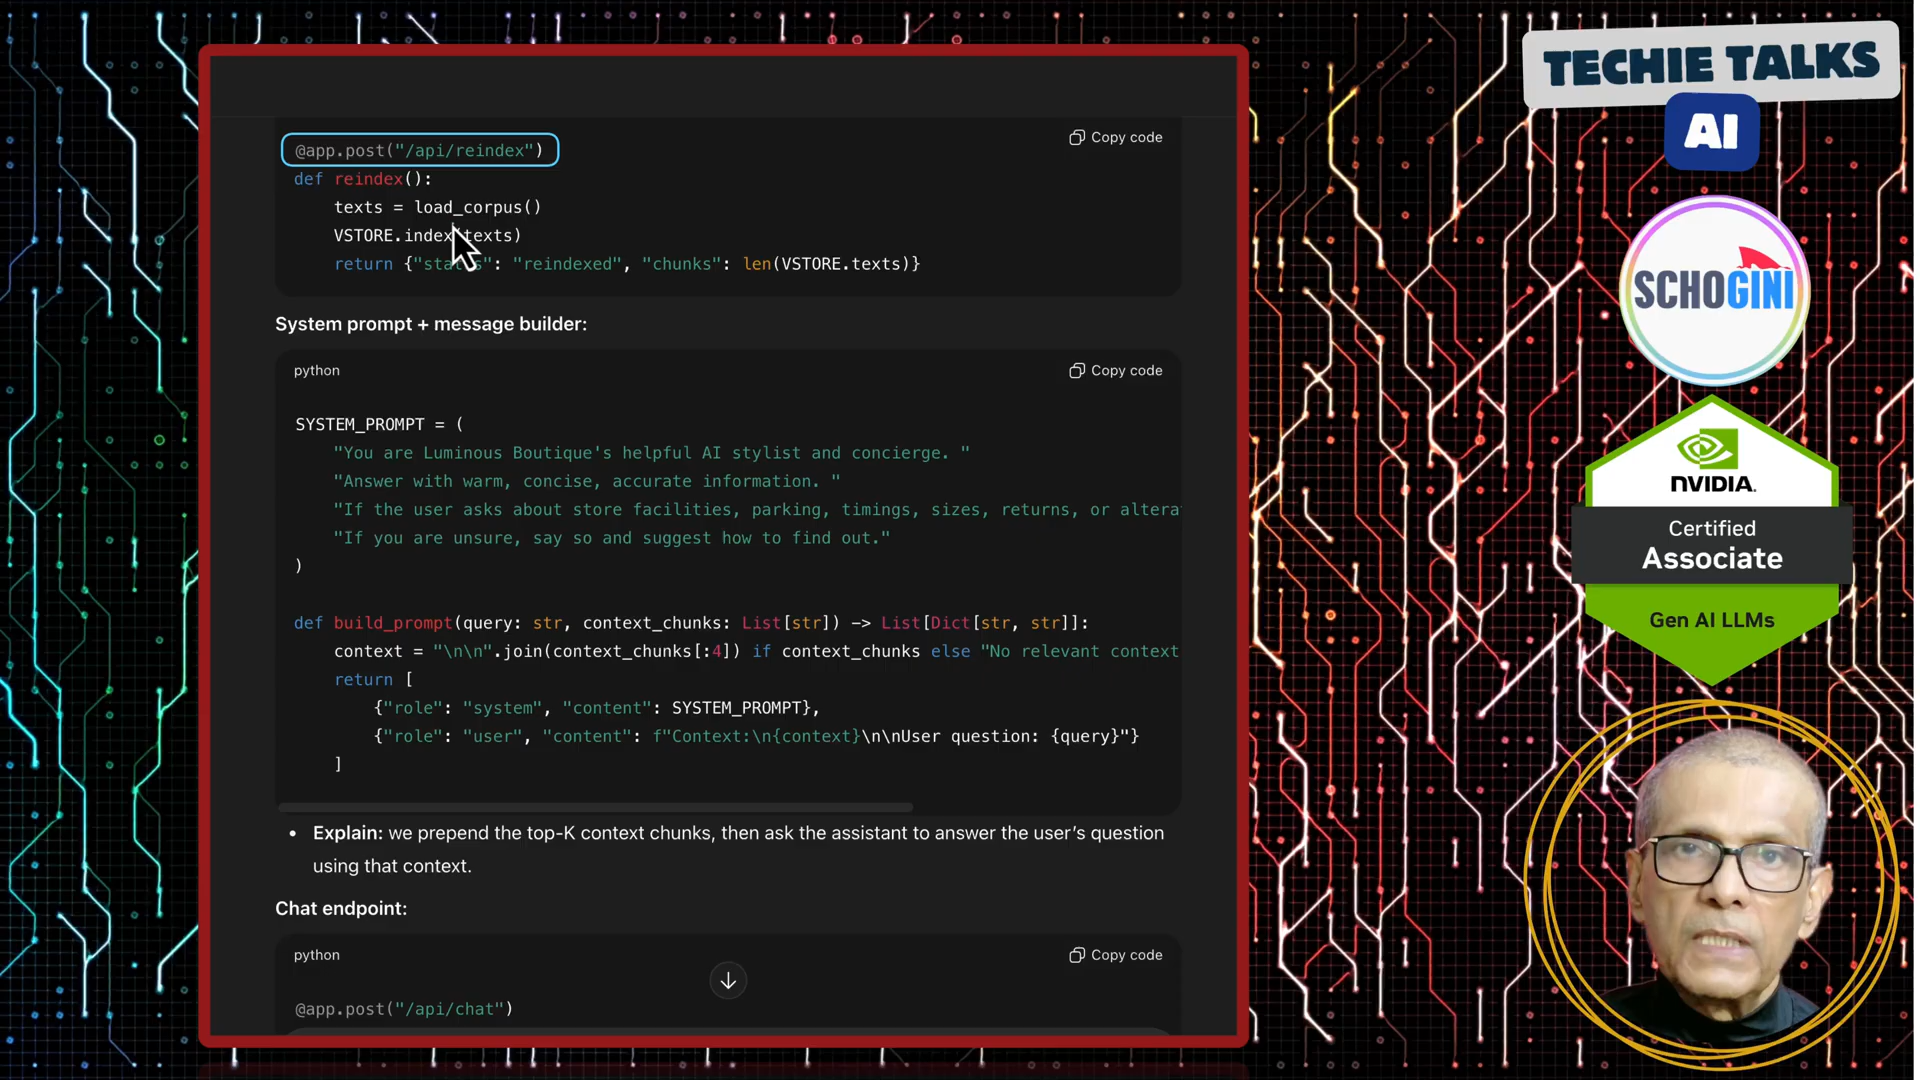 @app.post("/api/reindex")
Copy code
def reindex():
texts = load_corpus()
VSTORE.index(texts)
return {"status": "reindexed", "chunks": len(VSTORE.texts)}
System prompt + message builder:
python
Copy code
SYSTEM_PROMPT = (
"You are Luminous Boutique's helpful AI stylist and concierge. "
"Answer with warm, concise, accurate information. "
"If the user asks about store facilities, parking, timings, sizes, returns, or altera
"If you are unsure, say so and suggest how to find out."
)
def build_prompt(query: str, context_chunks: List[str]) -> List[Dict[str, str]]:
context = "\n\n".join(context_chunks[:4]) if context_chunks else "No relevant context
return [
{"role": "system", "content": SYSTEM_PROMPT},
{"role": "user", "content": f"Context:\n{context}\n\nUser question: {query}"}
]
• Explain: we prepend the top-K context chunks, then ask the assistant to answer the user's question
using that context.
Chat endpoint:
python
Copy code
@app.post("/api/chat")
TECHIE TALKS
AI
SCHOGINI
NVIDIA.
Certified
Associate
Gen AI LLMs